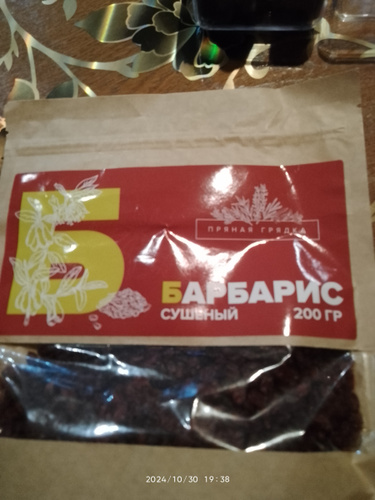 Б
ПРЯНАЯ ГРЯДКА
БАРБАРИС
СУШЕНЫЙ 200 ГР
2024/10/30 19:38